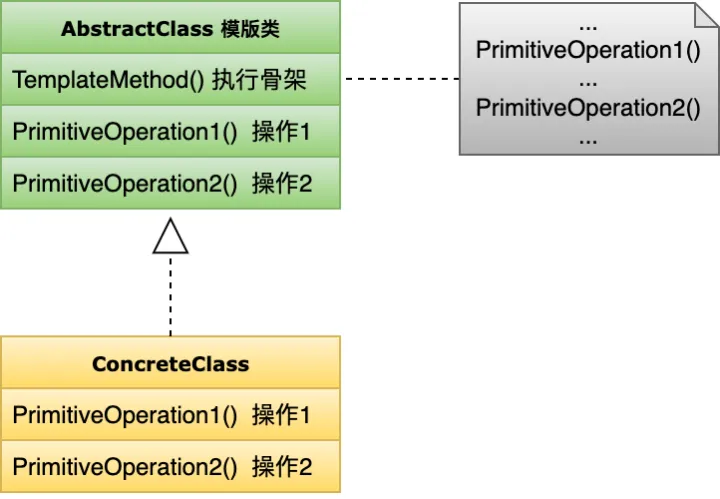 AbstractClass 模版类
TemplateMethod() 执行骨架
PrimitiveOperation1() 操作1
PrimitiveOperation2() 操作2
...
PrimitiveOperation1()
...
PrimitiveOperation2()
...
ConcreteClass
PrimitiveOperation1() 操作1
PrimitiveOperation2() 操作2